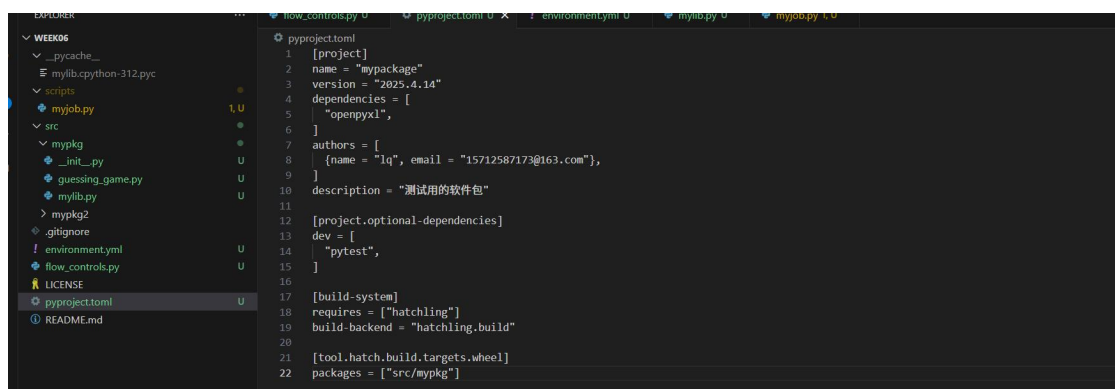 EXPLORER ...
flow_controls.py U
pyproject.toml U X
environment.yml U
mylib.py U
myjob.py 1, U
WEEK06
__pycache__
mylib.cpython-312.pyc
scripts
myjob.py 1, U
src
mypkg
__init__.py U
guessing_game.py U
mylib.py U
mypkg2
.gitignore
environment.yml U
flow_controls.py U
LICENSE
pyproject.toml U
README.md
pyproject.toml
1 [project]
2 name = "mypackage"
3 version = "2025.4.14"
4 dependencies = [
5 "openpyxl",
6 ]
7 authors = [
8 {name = "lq", email = "15712587173@163.com"},
9 ]
10 description = "测试用的软件包"
11
12 [project.optional-dependencies]
13 dev = [
14 "pytest",
15 ]
16
17 [build-system]
18 requires = ["hatchling"]
19 build-backend = "hatchling.build"
20
21 [tool.hatch.build.targets.wheel]
22 packages = ["src/mypkg"]